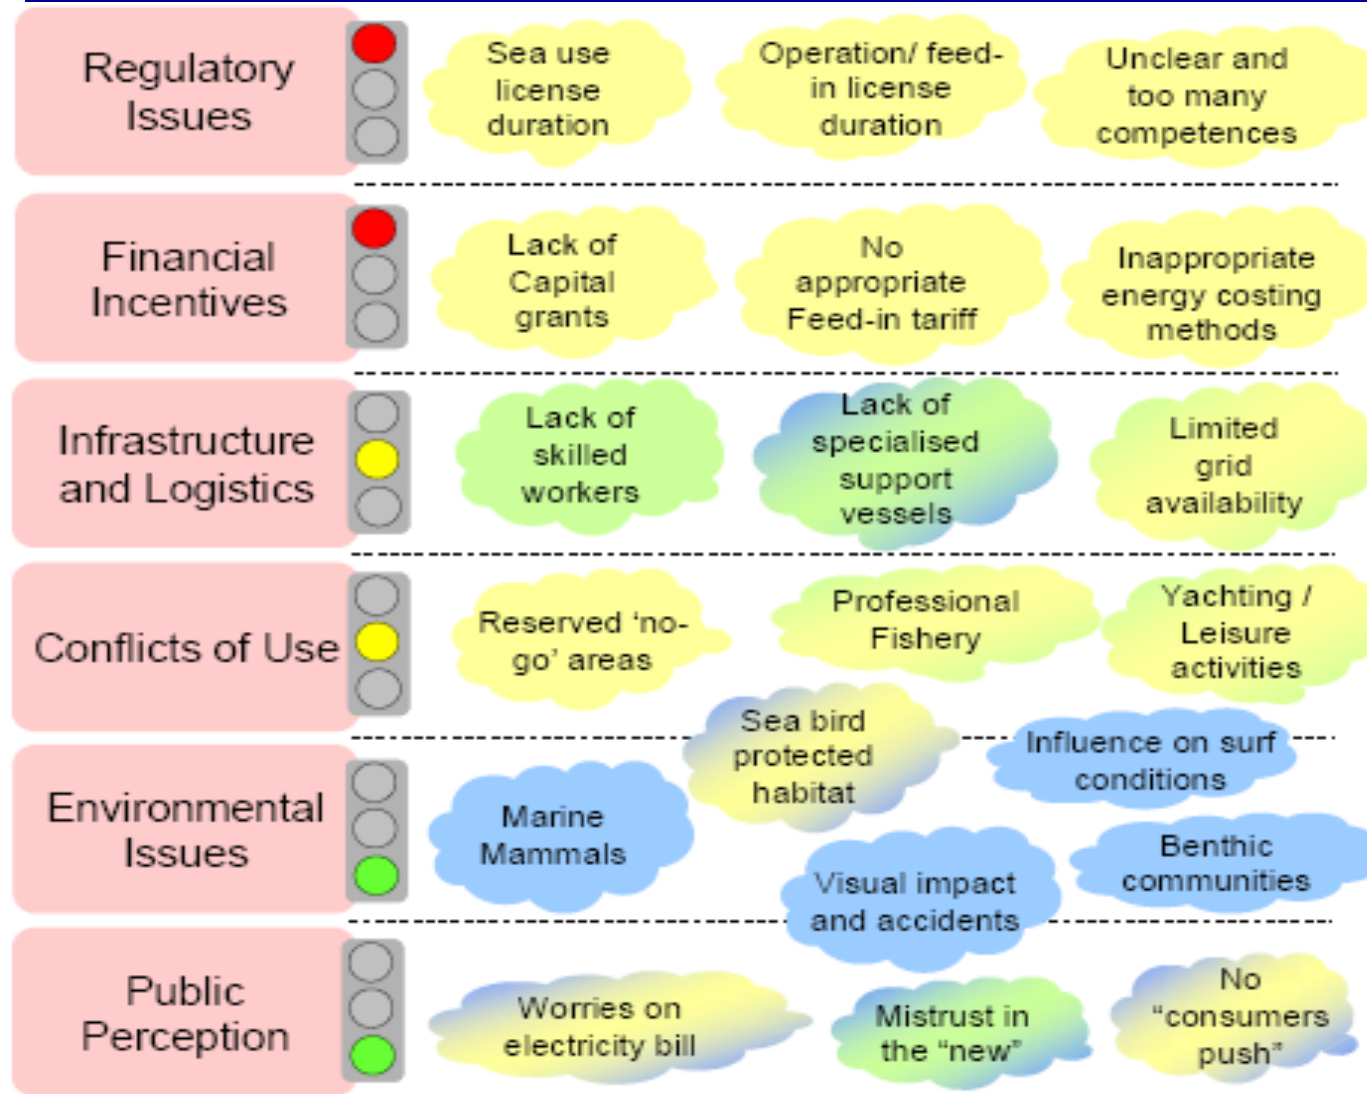 Regulatory
Issues
Sea use
license
duration
Operation/ feed-
in license
duration
Unclear and
too many
competences
Financial
Incentives
Lack of
Capital
grants
No
appropriate
Feed-in tariff
Inappropriate
energy costing
methods
Infrastructure
and Logistics
Lack of
skilled
workers
Lack of
specialised
support
vessels
Limited
grid
availability
Conflicts of Use
Reserved ‘no-
go’ areas
Professional
Fishery
Yachting /
Leisure
activities
Sea bird
protected
habitat
Influence on surf
conditions
Environmental
Issues
Marine
Mammals
Visual impact
and accidents
Benthic
communities
Public
Perception
Worries on
electricity bill
Mistrust in
the “new”
No
“consumers
push”